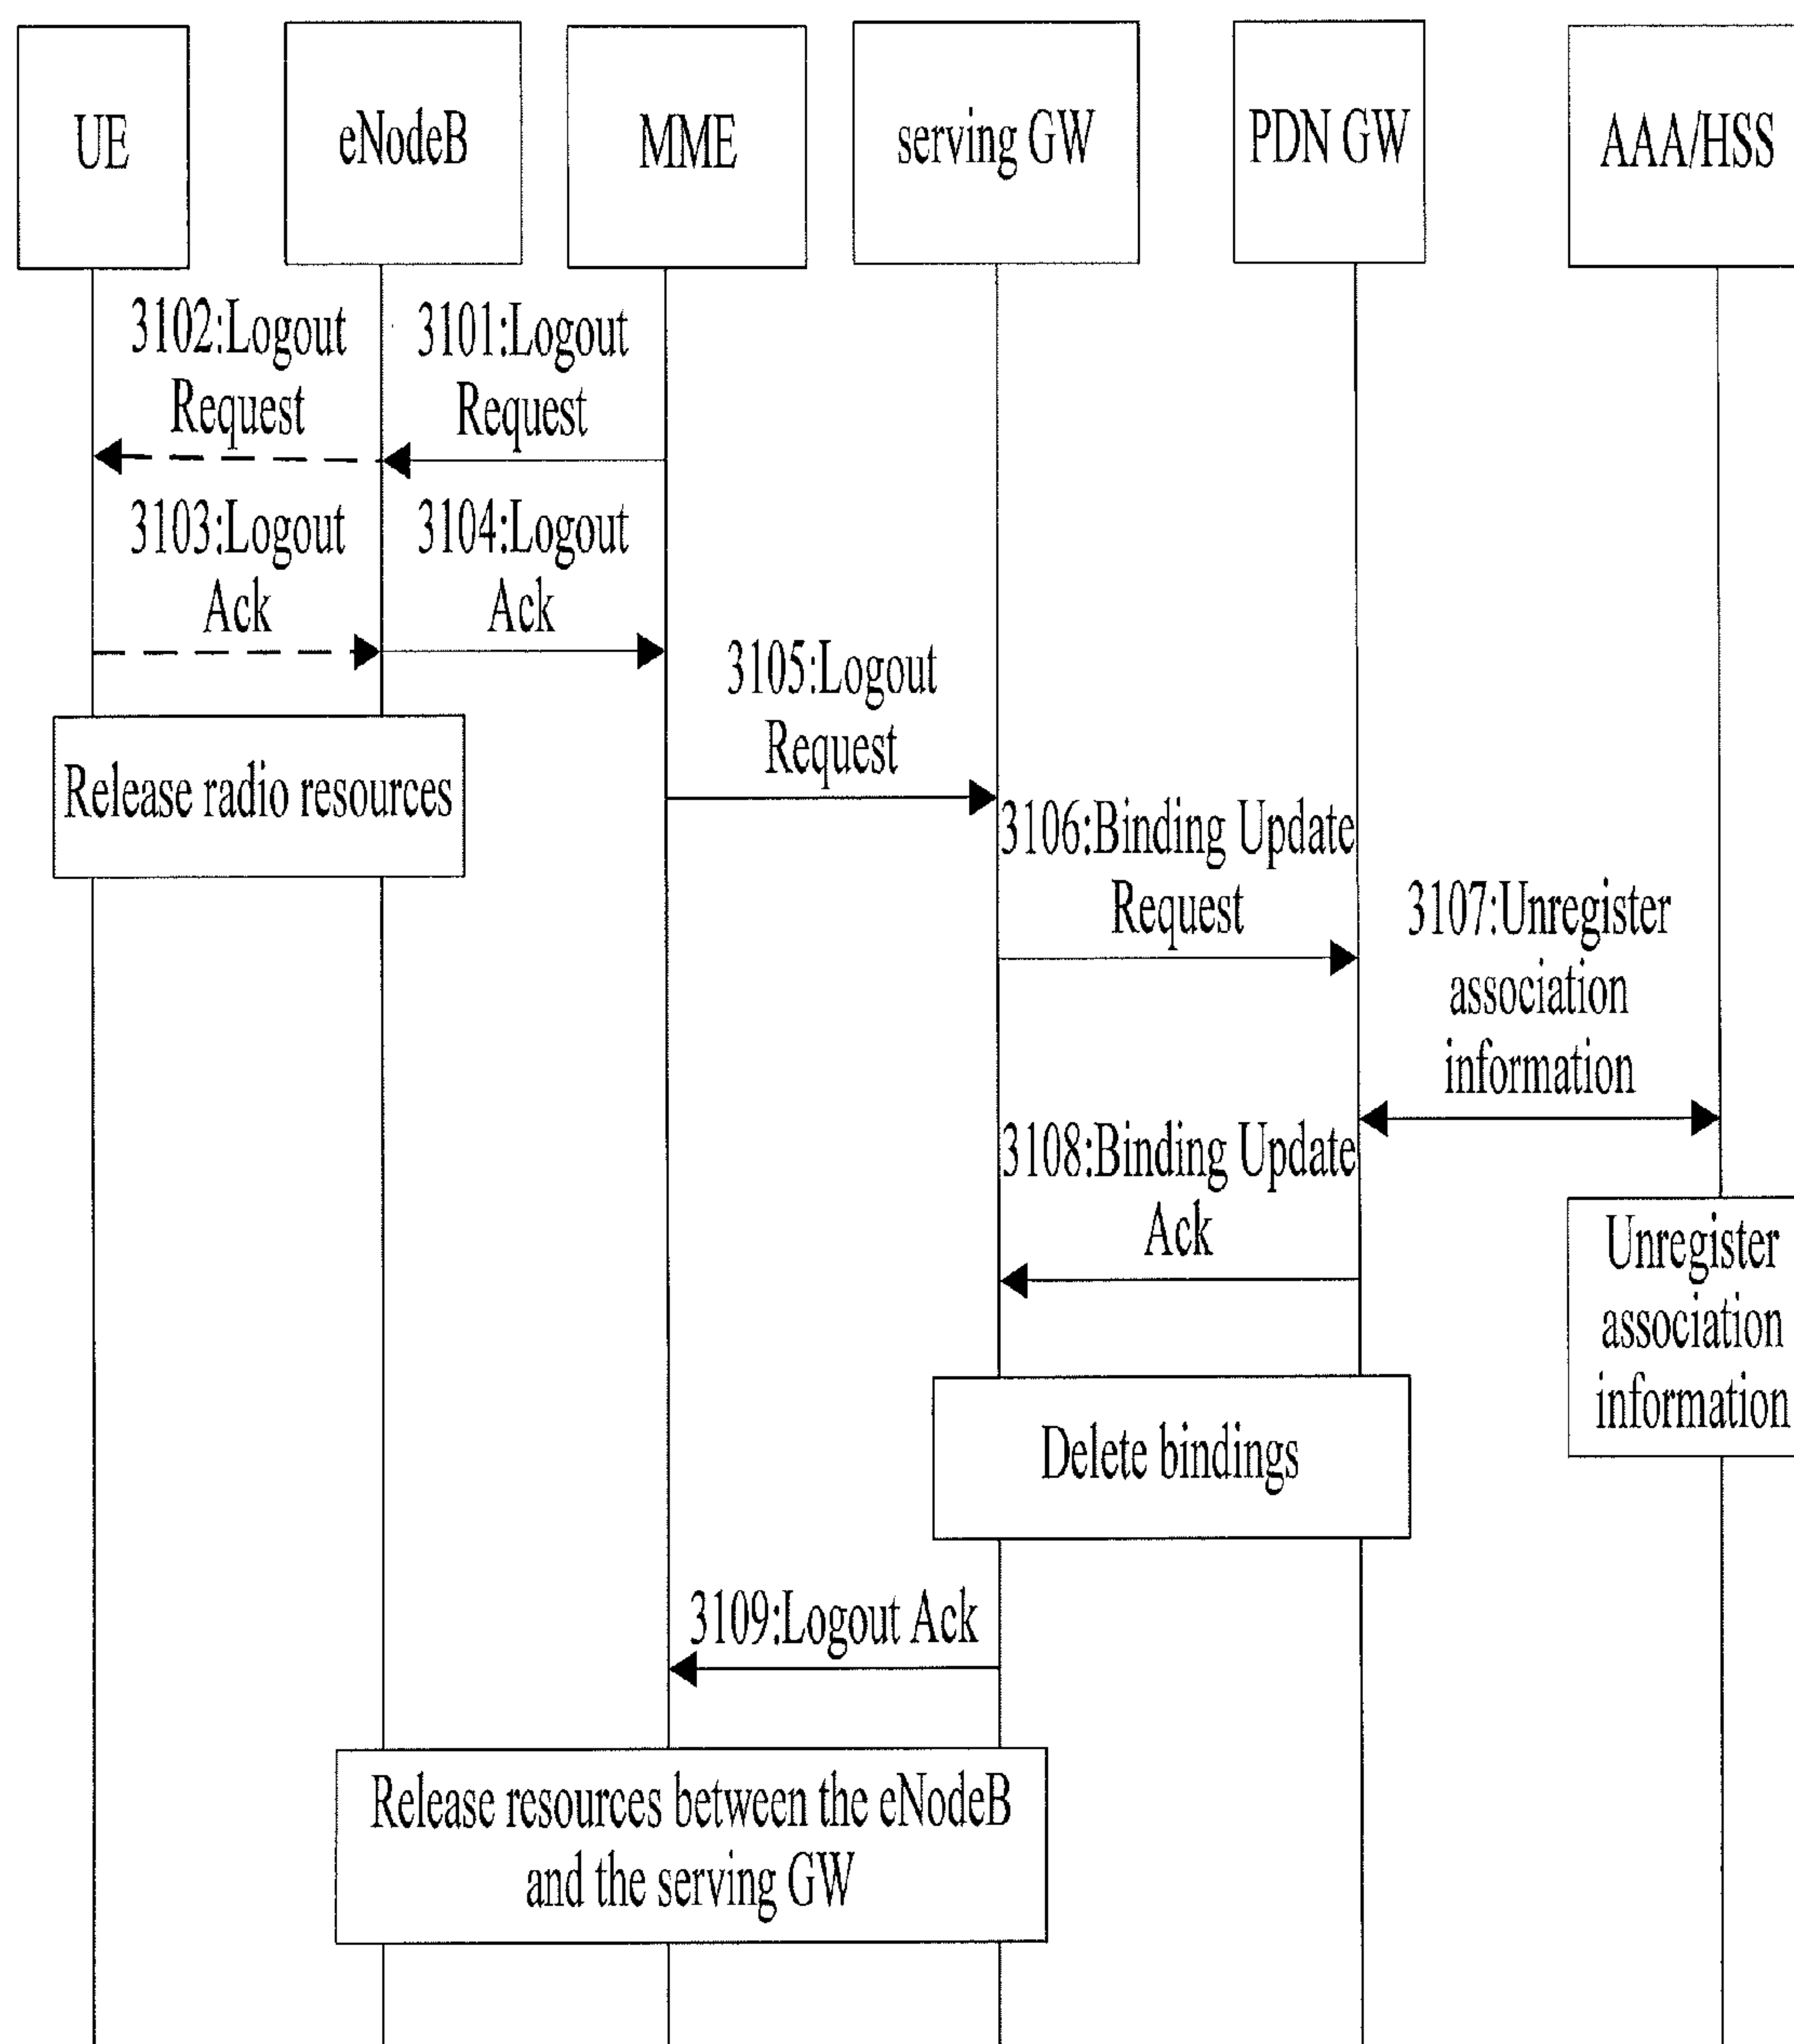 UE
eNodeB
MME
serving GW
PDN GW
AAA/HSS
3102:Logout
Request
3101:Logout
Request
3103:Logout
Ack
3104:Logout
Ack
3105:Logout
Request
Release radio resources
3106:Binding Update
Request
3107:Unregister
association
information
3108:Binding Update
Ack
Unregister
association
information
Delete bindings
3109:Logout Ack
Release resources between the eNodeB
and the serving GW